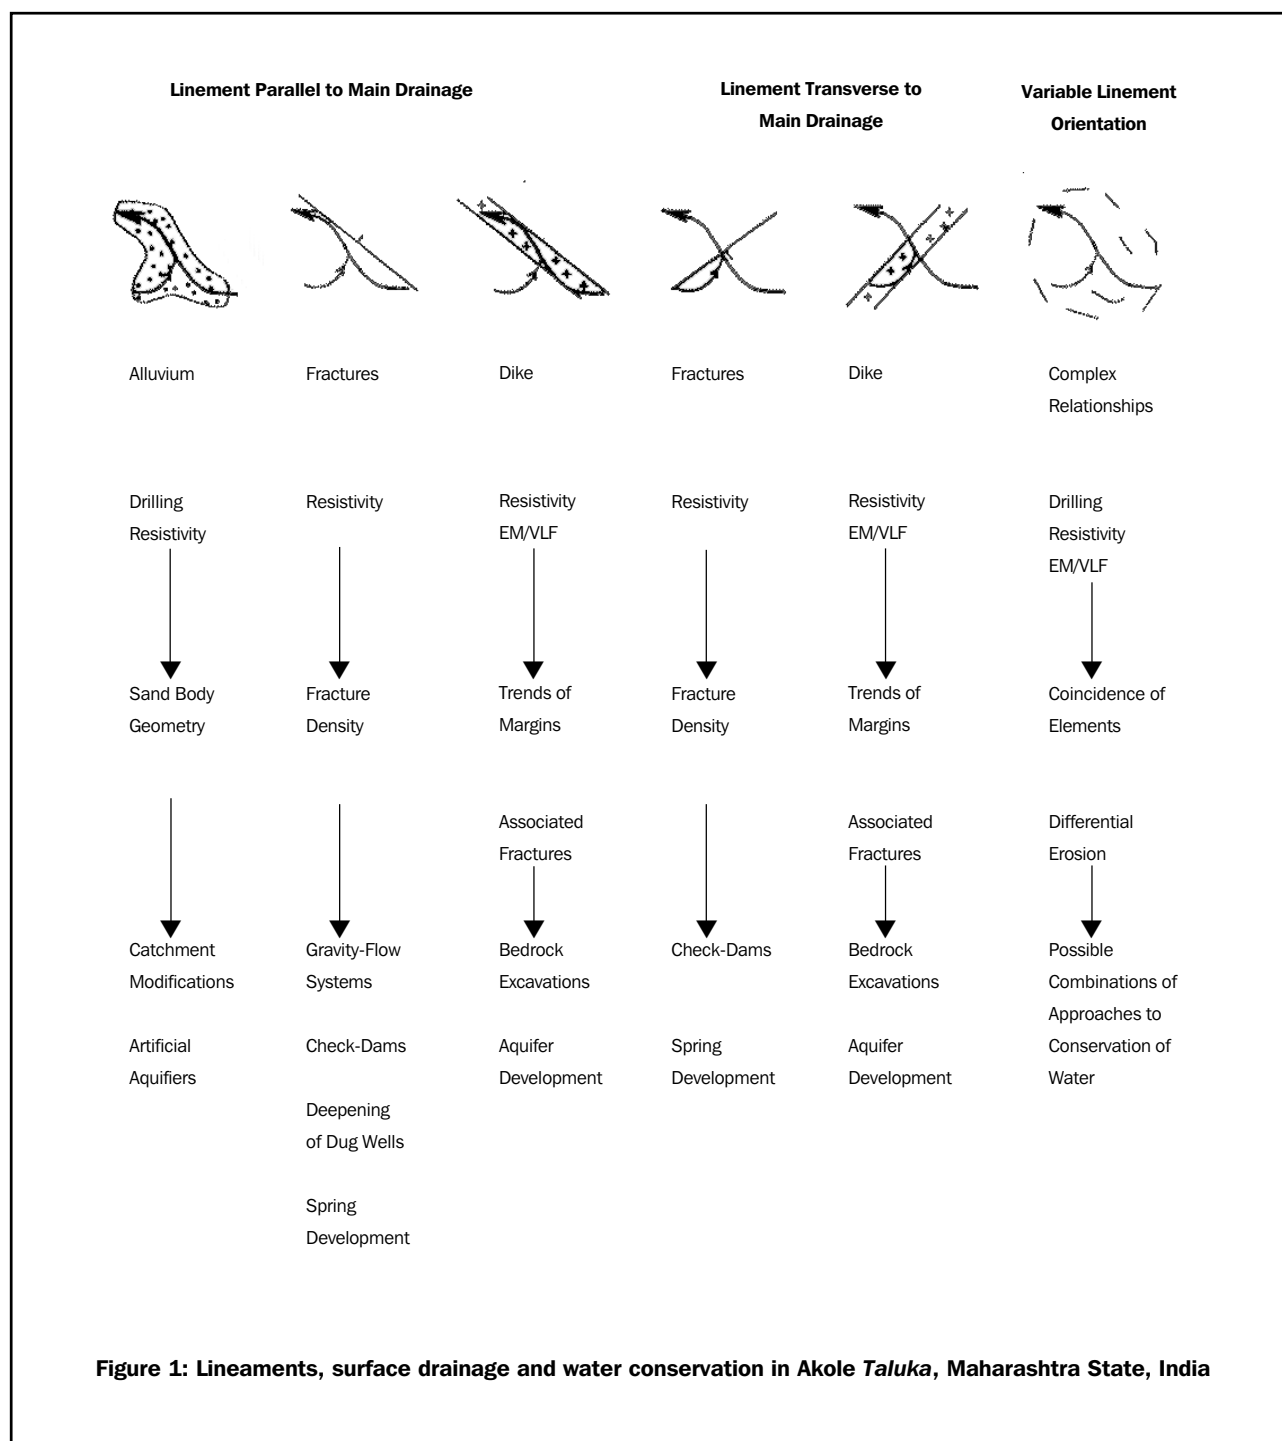 Linement Parallel to Main Drainage
Linement Transverse to
Main Drainage
Variable Linement
Orientation
Alluvium
Fractures
Dike
Fractures
Dike
Complex
Relationships
Drilling
Resistivity
Resistivity
Resistivity
EM/VLF
Resistivity
Resistivity
EM/VLF
Drilling
Resistivity
EM/VLF
Sand Body
Geometry
Fracture
Density
Trends of
Margins
Fracture
Density
Trends of
Margins
Coincidence of
Elements
Associated
Fractures
Associated
Fractures
Differential
Erosion
Catchment
Modifications
Artificial
Aquifiers
Gravity-Flow
Systems
Check-Dams
Deepening
of Dug Wells
Spring
Development
Bedrock
Excavations
Aquifer
Development
Check-Dams
Spring
Development
Bedrock
Excavations
Aquifer
Development
Possible
Combinations of
Approaches to
Conservation of
Water
Figure 1: Lineaments, surface drainage and water conservation in Akole Taluka, Maharashtra State, India